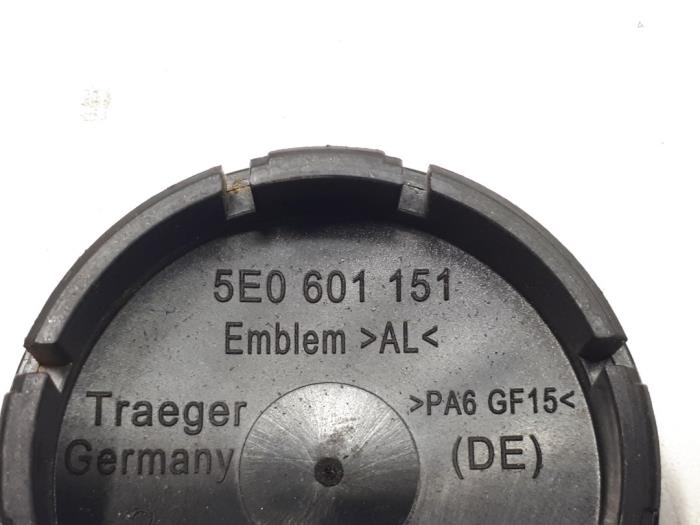 5E0 601 151
Emblem >AL<
Traeger
Germany
>PA6 GF15<
(DE)